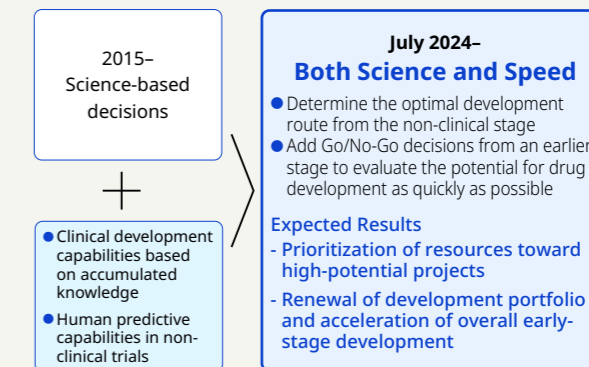 2015–
Science-based
decisions
● Clinical development
capabilities based
on accumulated
knowledge
● Human predictive
capabilities in non-
clinical trials
July 2024–
Both Science and Speed
● Determine the optimal development
route from the non-clinical stage
● Add Go/No-Go decisions from an earlier
stage to evaluate the potential for drug
development as quickly as possible
Expected Results
- Prioritization of resources toward
high-potential projects
- Renewal of development portfolio
and acceleration of overall early-
stage development